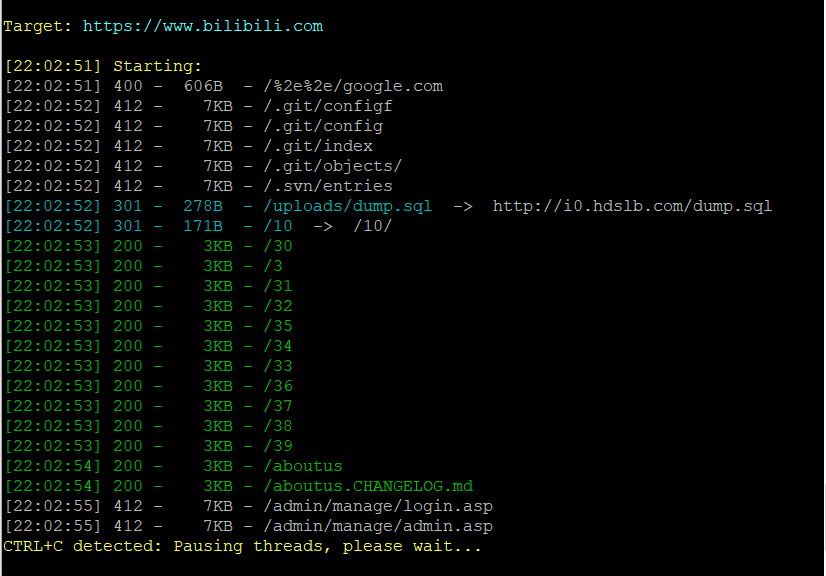 Target: https://www.bilibili.com
[22:02:51] Starting:
[22:02:51] 400 - 606B - /%2e%2e/google.com
[22:02:52] 412 - 7KB - /.git/configf
[22:02:52] 412 - 7KB - /.git/config
[22:02:52] 412 - 7KB - /.git/index
[22:02:52] 412 - 7KB - /.git/objects/
[22:02:52] 412 - 7KB - /.svn/entries
[22:02:52] 301 - 278B - /uploads/dump.sql -> http://i0.hdslb.com/dump.sql
[22:02:52] 301 - 171B - /10 -> /10/
[22:02:53] 200 - 3KB - /30
[22:02:53] 200 - 3KB - /3
[22:02:53] 200 - 3KB - /31
[22:02:53] 200 - 3KB - /32
[22:02:53] 200 - 3KB - /35
[22:02:53] 200 - 3KB - /34
[22:02:53] 200 - 3KB - /33
[22:02:53] 200 - 3KB - /36
[22:02:53] 200 - 3KB - /37
[22:02:53] 200 - 3KB - /38
[22:02:53] 200 - 3KB - /39
[22:02:54] 200 - 3KB - /aboutus
[22:02:54] 200 - 3KB - /aboutus.CHANGELOG.md
[22:02:55] 412 - 7KB - /admin/manage/login.asp
[22:02:55] 412 - 7KB - /admin/manage/admin.asp
CTRL+C detected: Pausing threads, please wait...